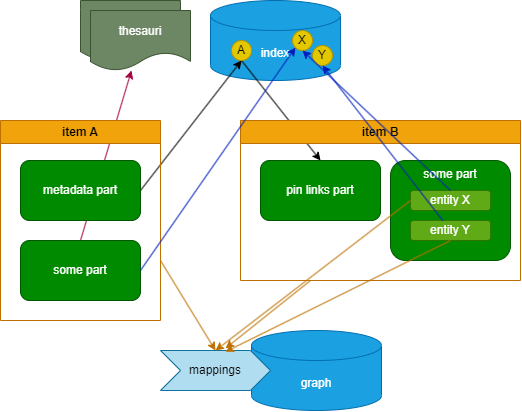 thesauri
index
A
X
Y
item A
metadata part
some part
item B
pin links part
some part
entity X
entity Y
mappings
graph